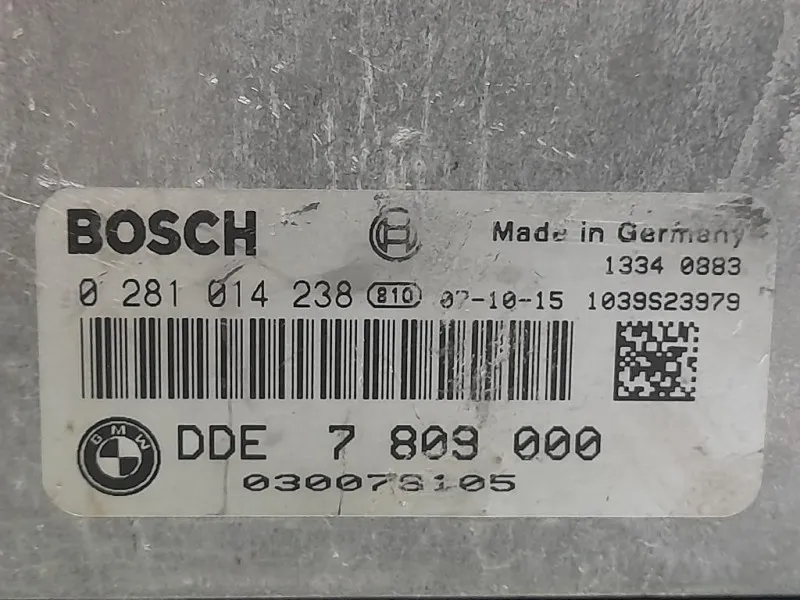 BOSCH
Made in Germany
1334 0883
0 281 014 238 810 07-10-15 1039S23979
BMW DDE 7 809 000